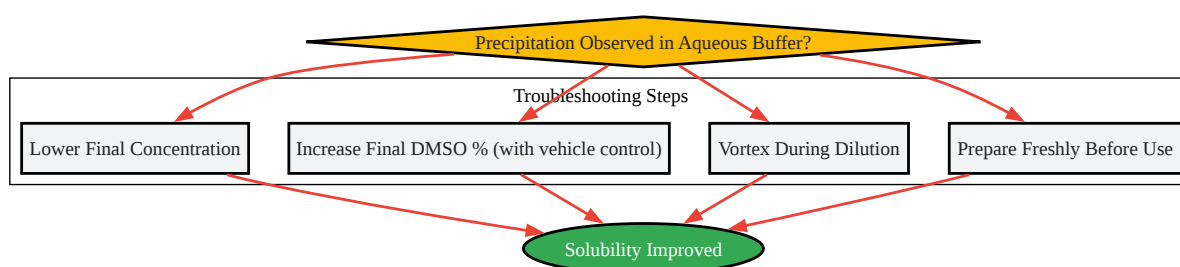 Precipitation Observed in Aqueous Buffer?
Troubleshooting Steps
Lower Final Concentration
Increase Final DMSO % (with vehicle control)
Vortex During Dilution
Prepare Freshly Before Use
Solubility Improved